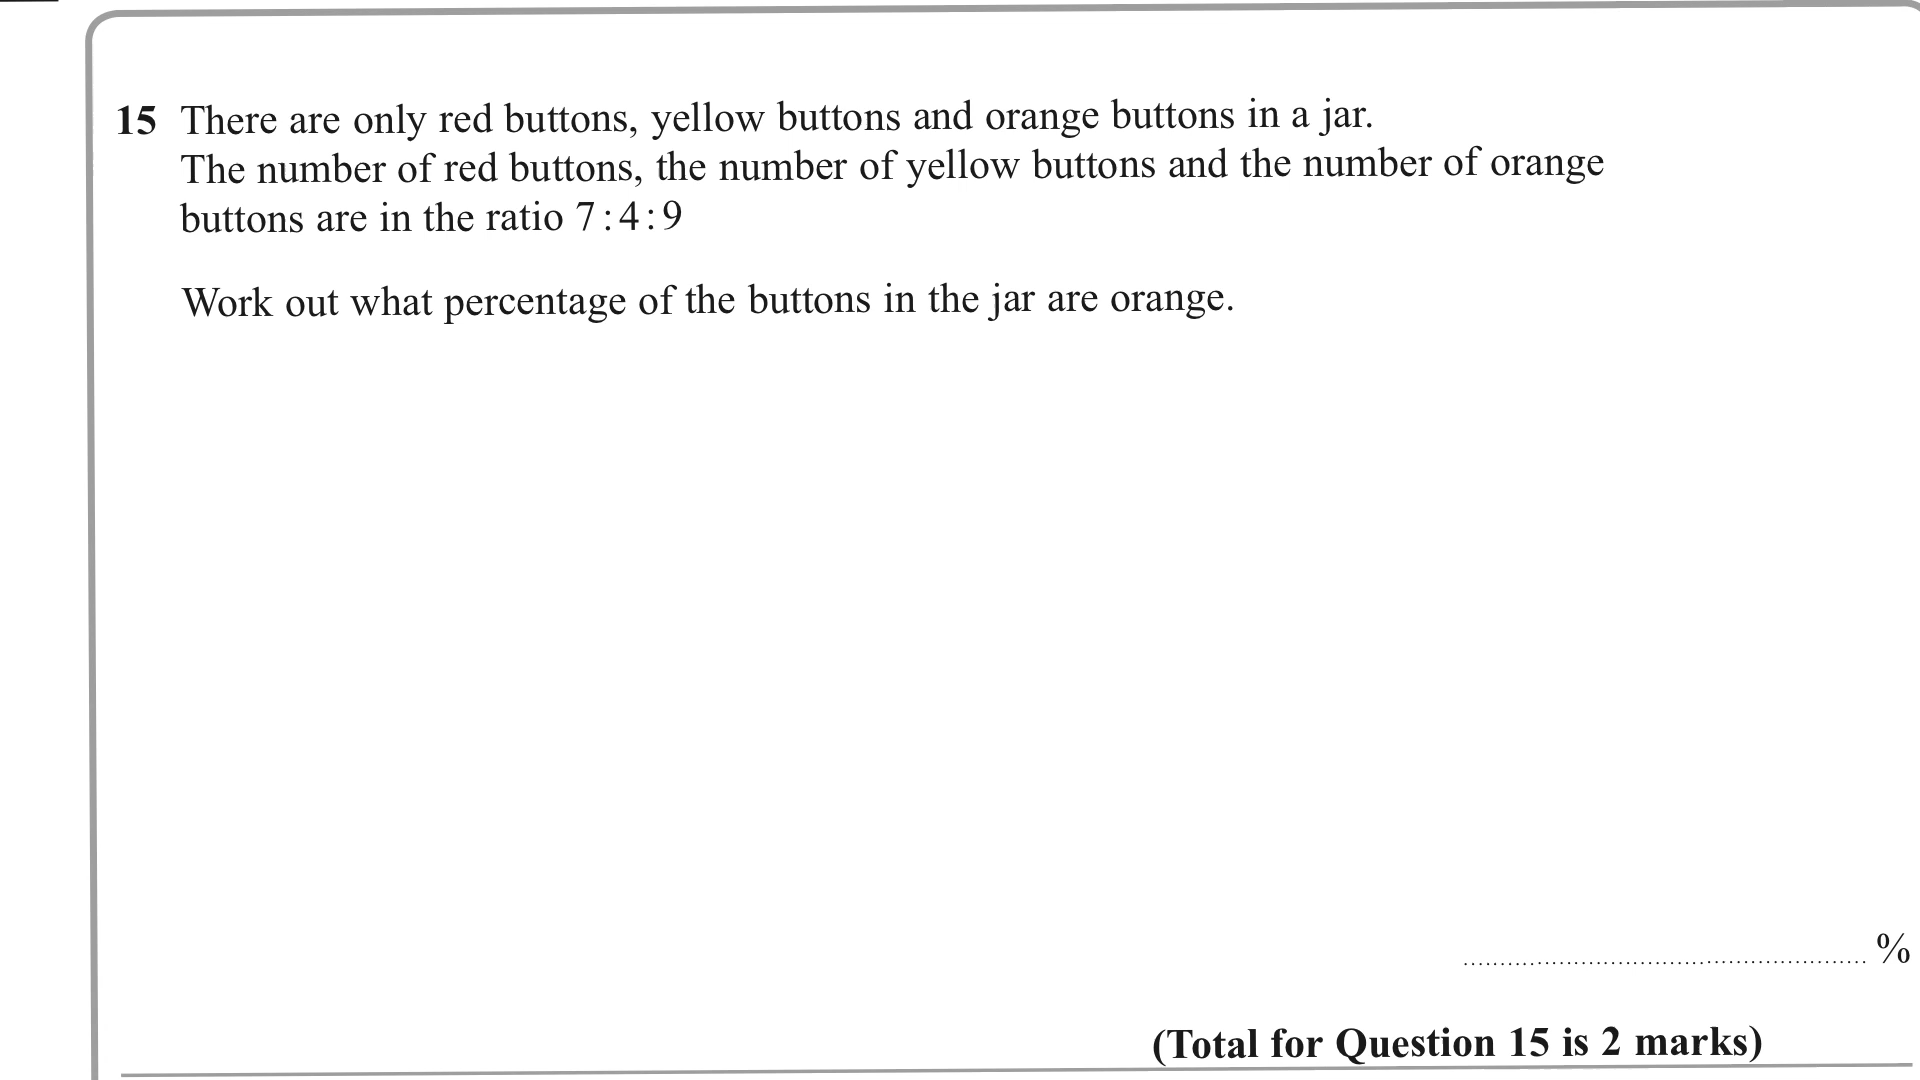 15 There are only red buttons, yellow buttons and orange buttons in a jar.
The number of red buttons, the number of yellow buttons and the number of orange
buttons are in the ratio 7 : 4 : 9
Work out what percentage of the buttons in the jar are orange.
.......................................................... %
(Total for Question 15 is 2 marks)